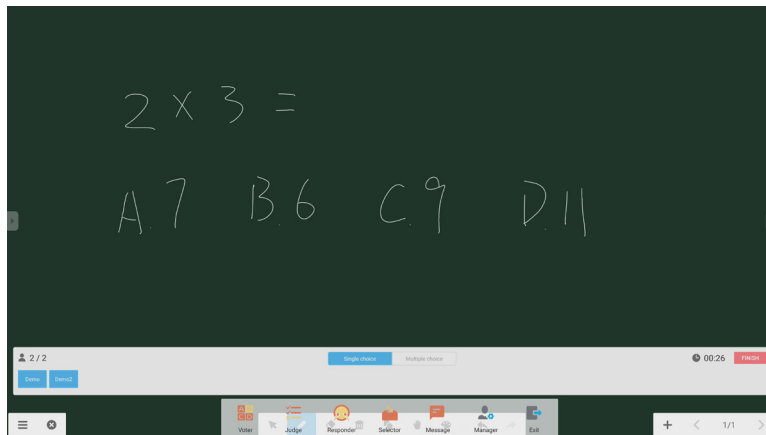 2 × 3 =
A.7 B.6 C.9 D.11
2 / 2
Single choice Multiple choice
00:26 FINISH
Demo Demo2
Voter Judge Responder Selector Message Manager Exit
1/1